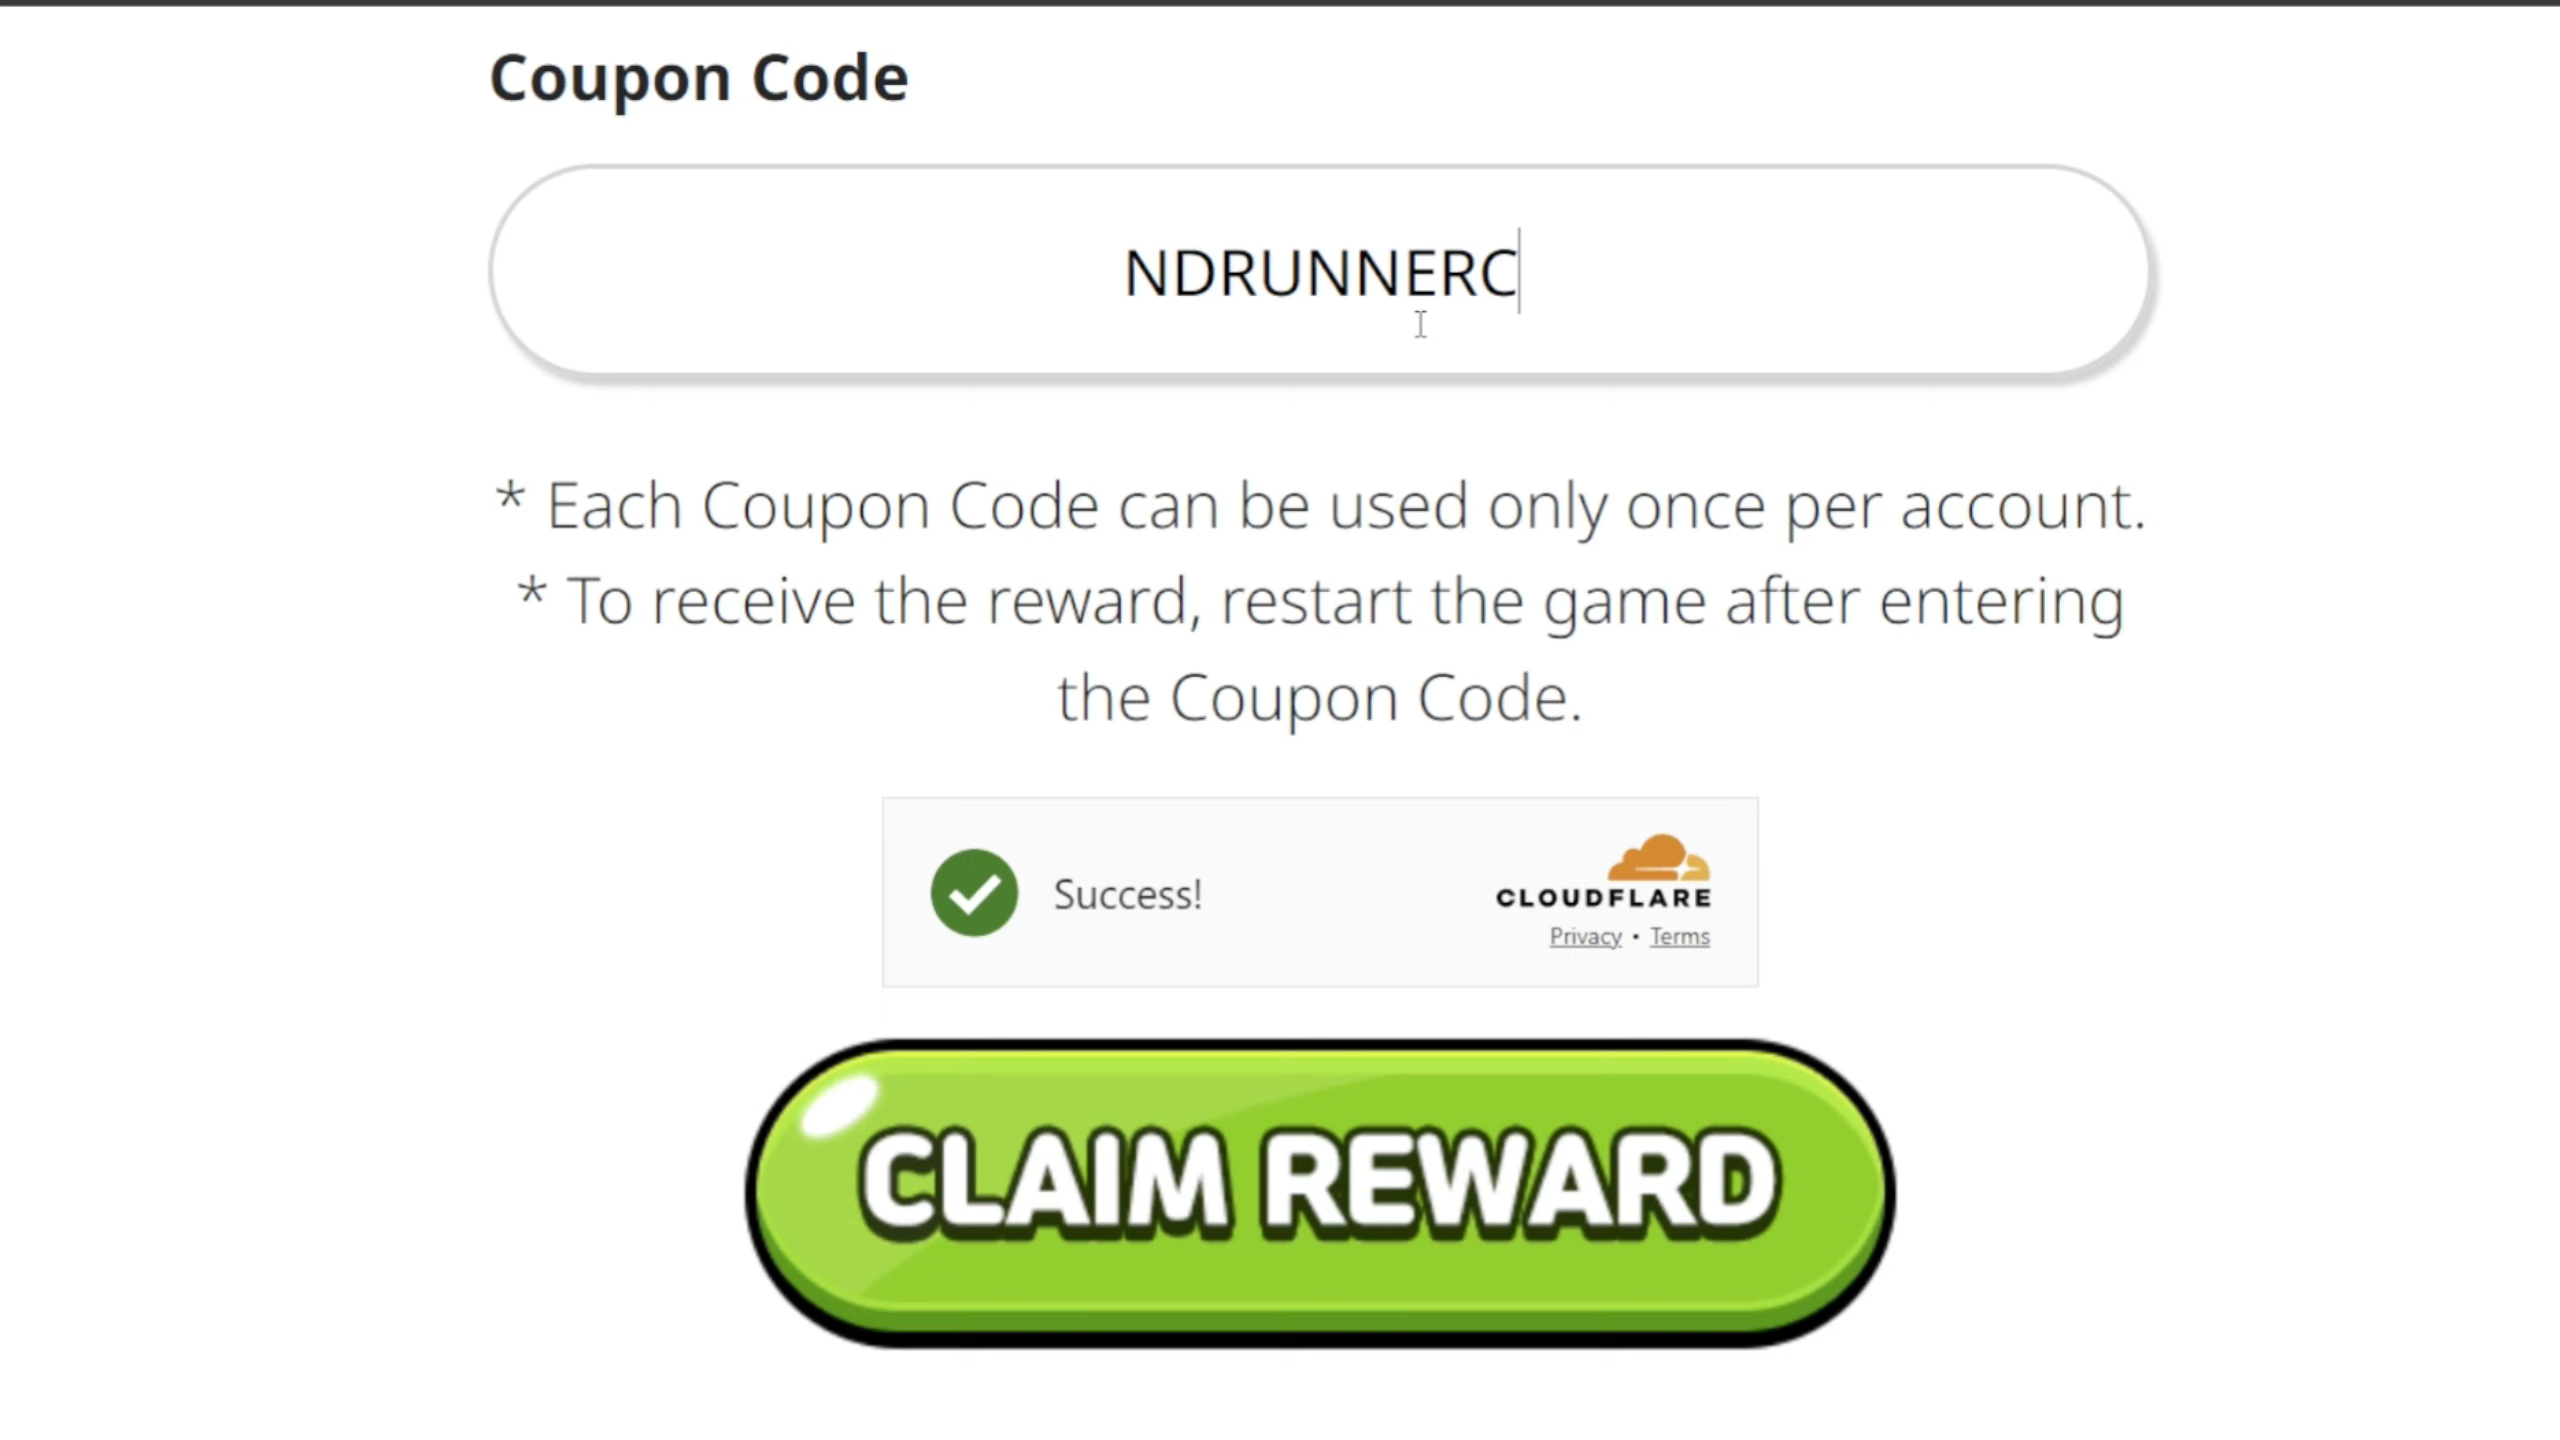 Coupon Code
NDRUNNERC
* Each Coupon Code can be used only once per account.
* To receive the reward, restart the game after entering
the Coupon Code.
Success!
CLOUDFLARE
Privacy • Terms
CLAIM REWARD